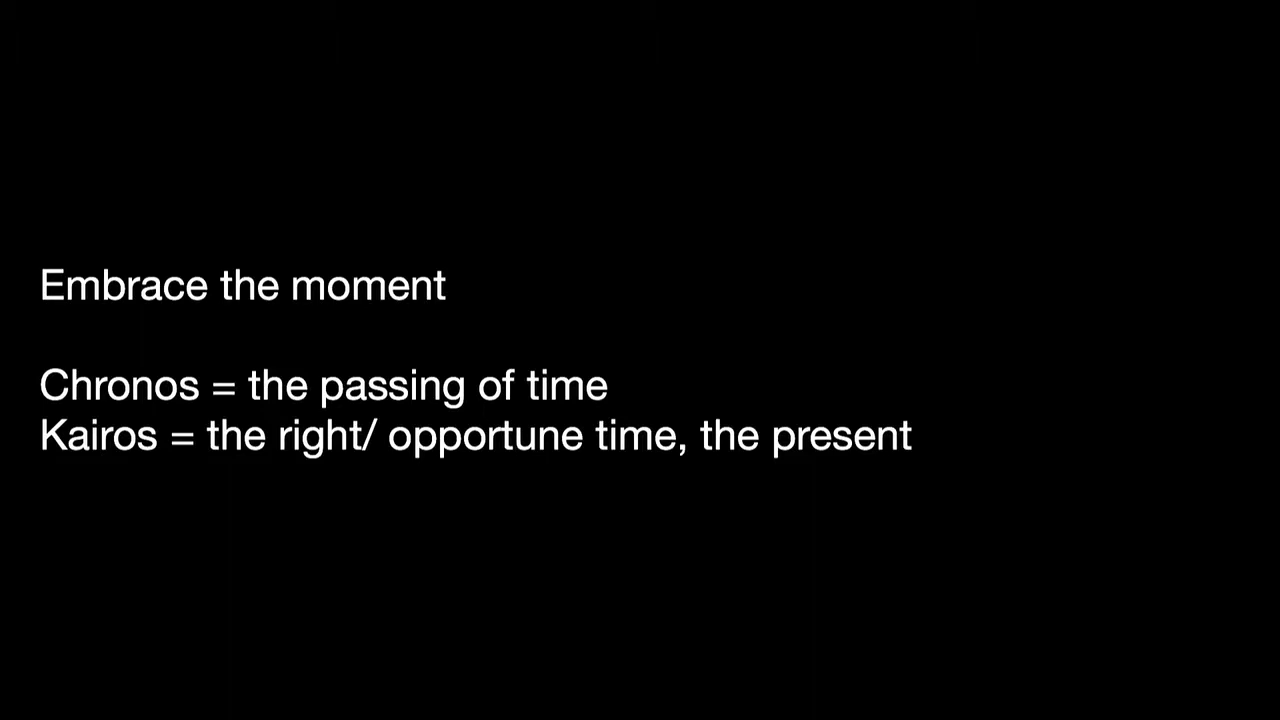 Embrace the moment
Chronos = the passing of time
Kairos = the right/ opportune time, the present